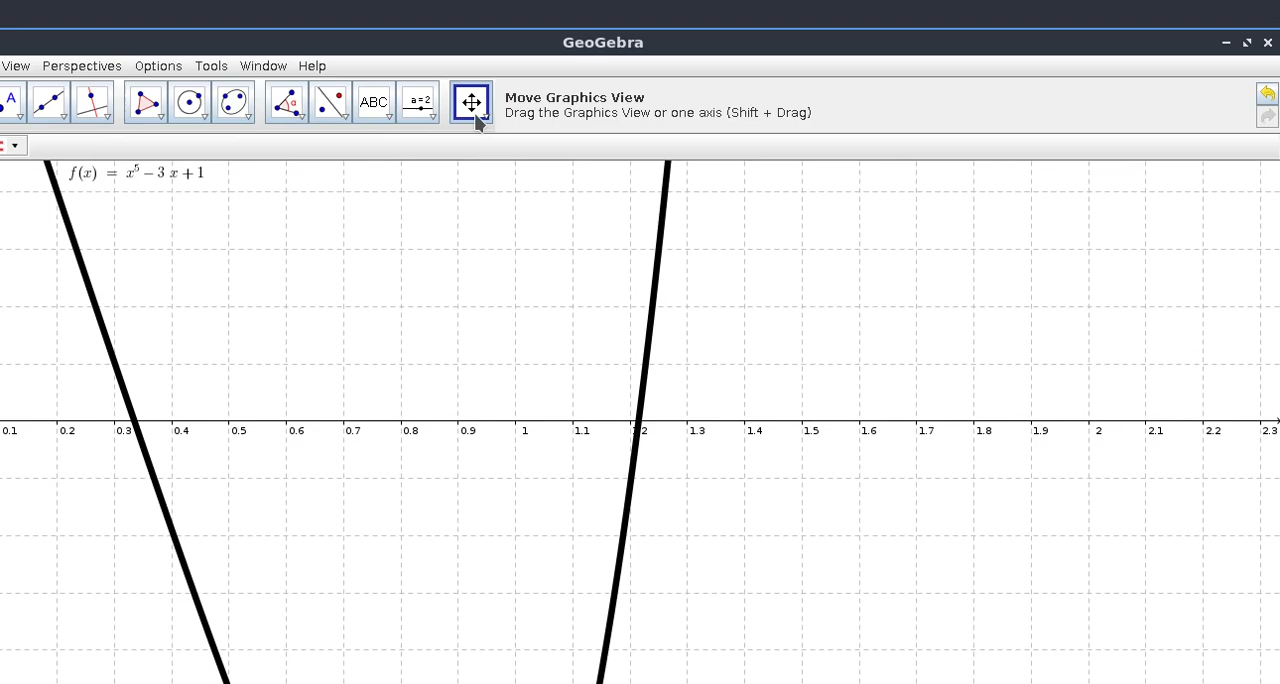 GeoGebra
View Perspectives Options Tools Window Help
A ABC a=2 Move Graphics View
Drag the Graphics View or one axis (Shift + Drag)
f(x) = x⁵ – 3 x + 1
0.1 0.2 0.3 0.4 0.5 0.6 0.7 0.8 0.9 1 1.1 1.3 1.4 1.5 1.6 1.7 1.8 1.9 2 2.1 2.2 2.3